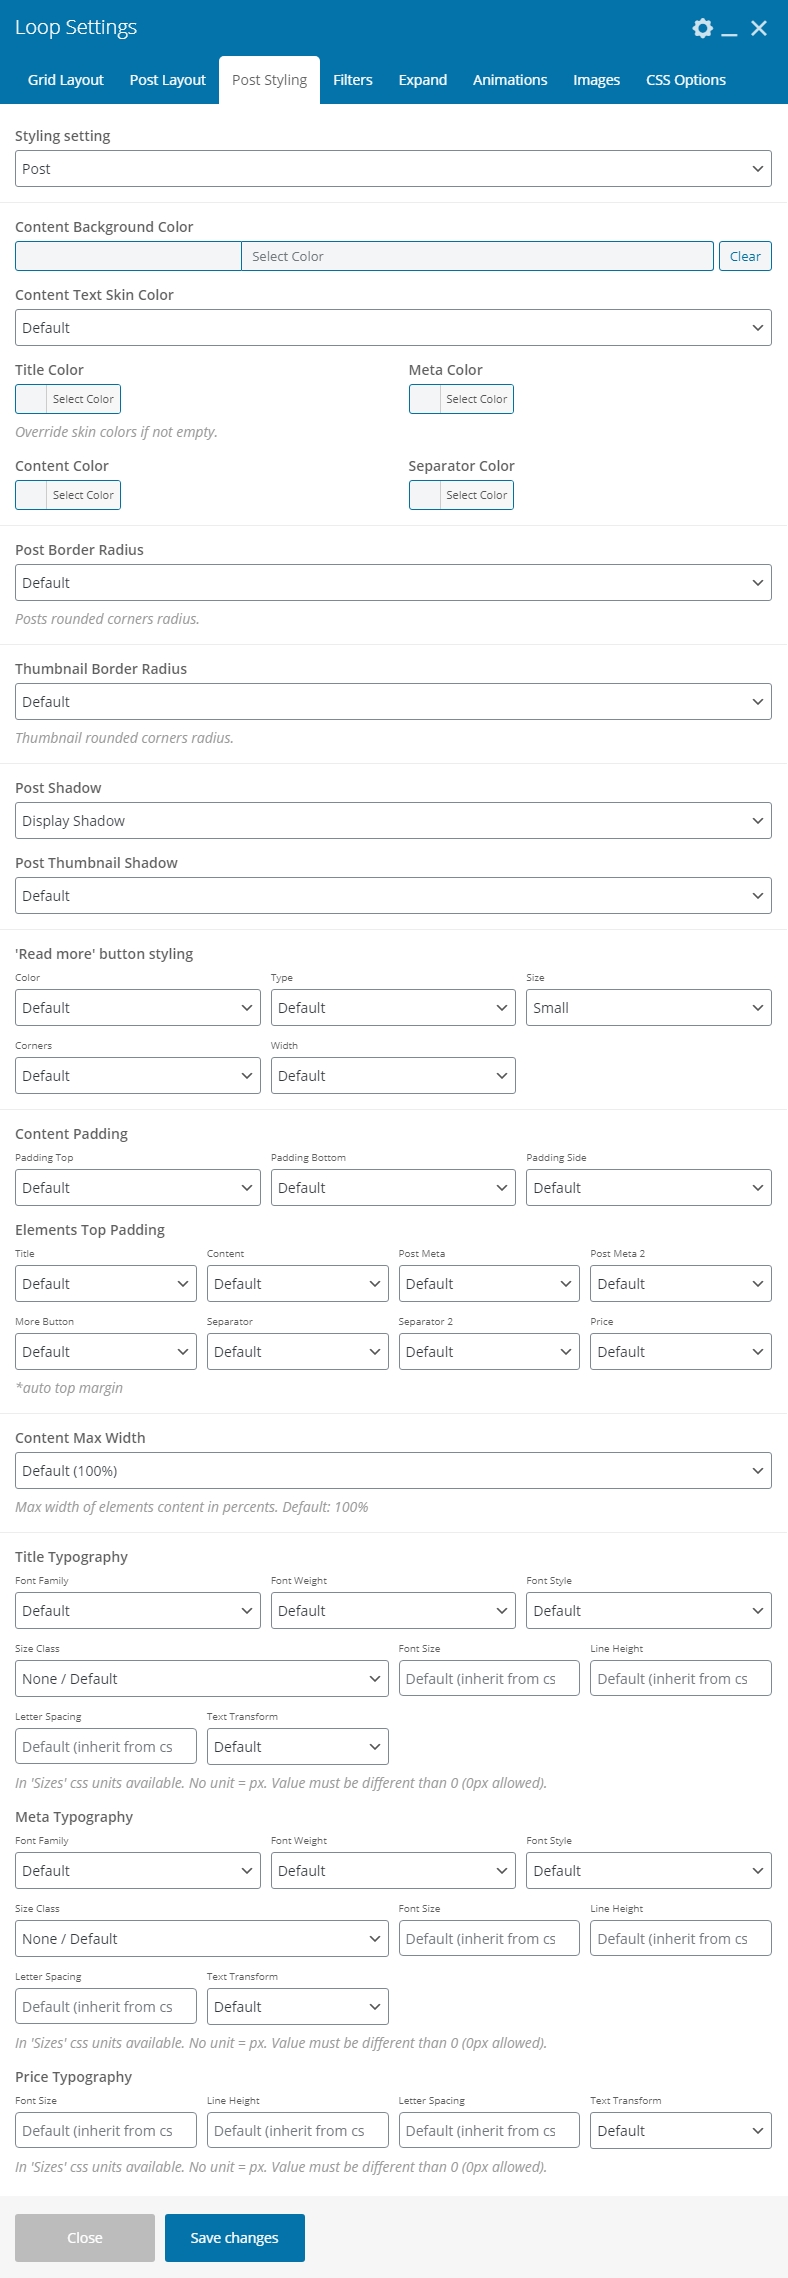 Loop Settings
Grid Layout Post Layout Post Styling Filters Expand Animations Images CSS Options
Styling setting
Post
Content Background Color
Select Color Clear
Content Text Skin Color
Default
Title Color Meta Color
Select Color Select Color
Override skin colors if not empty.
Content Color Separator Color
Select Color Select Color
Post Border Radius
Default
Posts rounded corners radius.
Thumbnail Border Radius
Default
Thumbnail rounded corners radius.
Post Shadow
Display Shadow
Post Thumbnail Shadow
Default
'Read more' button styling
Color Type Size
Default Default Small
Corners Width
Default Default
Content Padding
Padding Top Padding Bottom Padding Side
Default Default Default
Elements Top Padding
Title Content Post Meta Post Meta 2
Default Default Default Default
More Button Separator Separator 2 Price
Default Default Default Default
*auto top margin
Content Max Width
Default (100%)
Max width of elements content in percents. Default: 100%
Title Typography
Font Family Font Weight Font Style
Default Default Default
Size Class Font Size Line Height
None / Default Default (inherit from cs Default (inherit from cs
Letter Spacing Text Transform
Default (inherit from cs Default
In 'Sizes' css units available. No unit = px. Value must be different than 0 (0px allowed).
Meta Typography
Font Family Font Weight Font Style
Default Default Default
Size Class Font Size Line Height
None / Default Default (inherit from cs Default (inherit from cs
Letter Spacing Text Transform
Default (inherit from cs Default
In 'Sizes' css units available. No unit = px. Value must be different than 0 (0px allowed).
Price Typography
Font Size Line Height Letter Spacing Text Transform
Default (inherit from cs Default (inherit from cs Default (inherit from cs Default
In 'Sizes' css units available. No unit = px. Value must be different than 0 (0px allowed).
Close Save changes